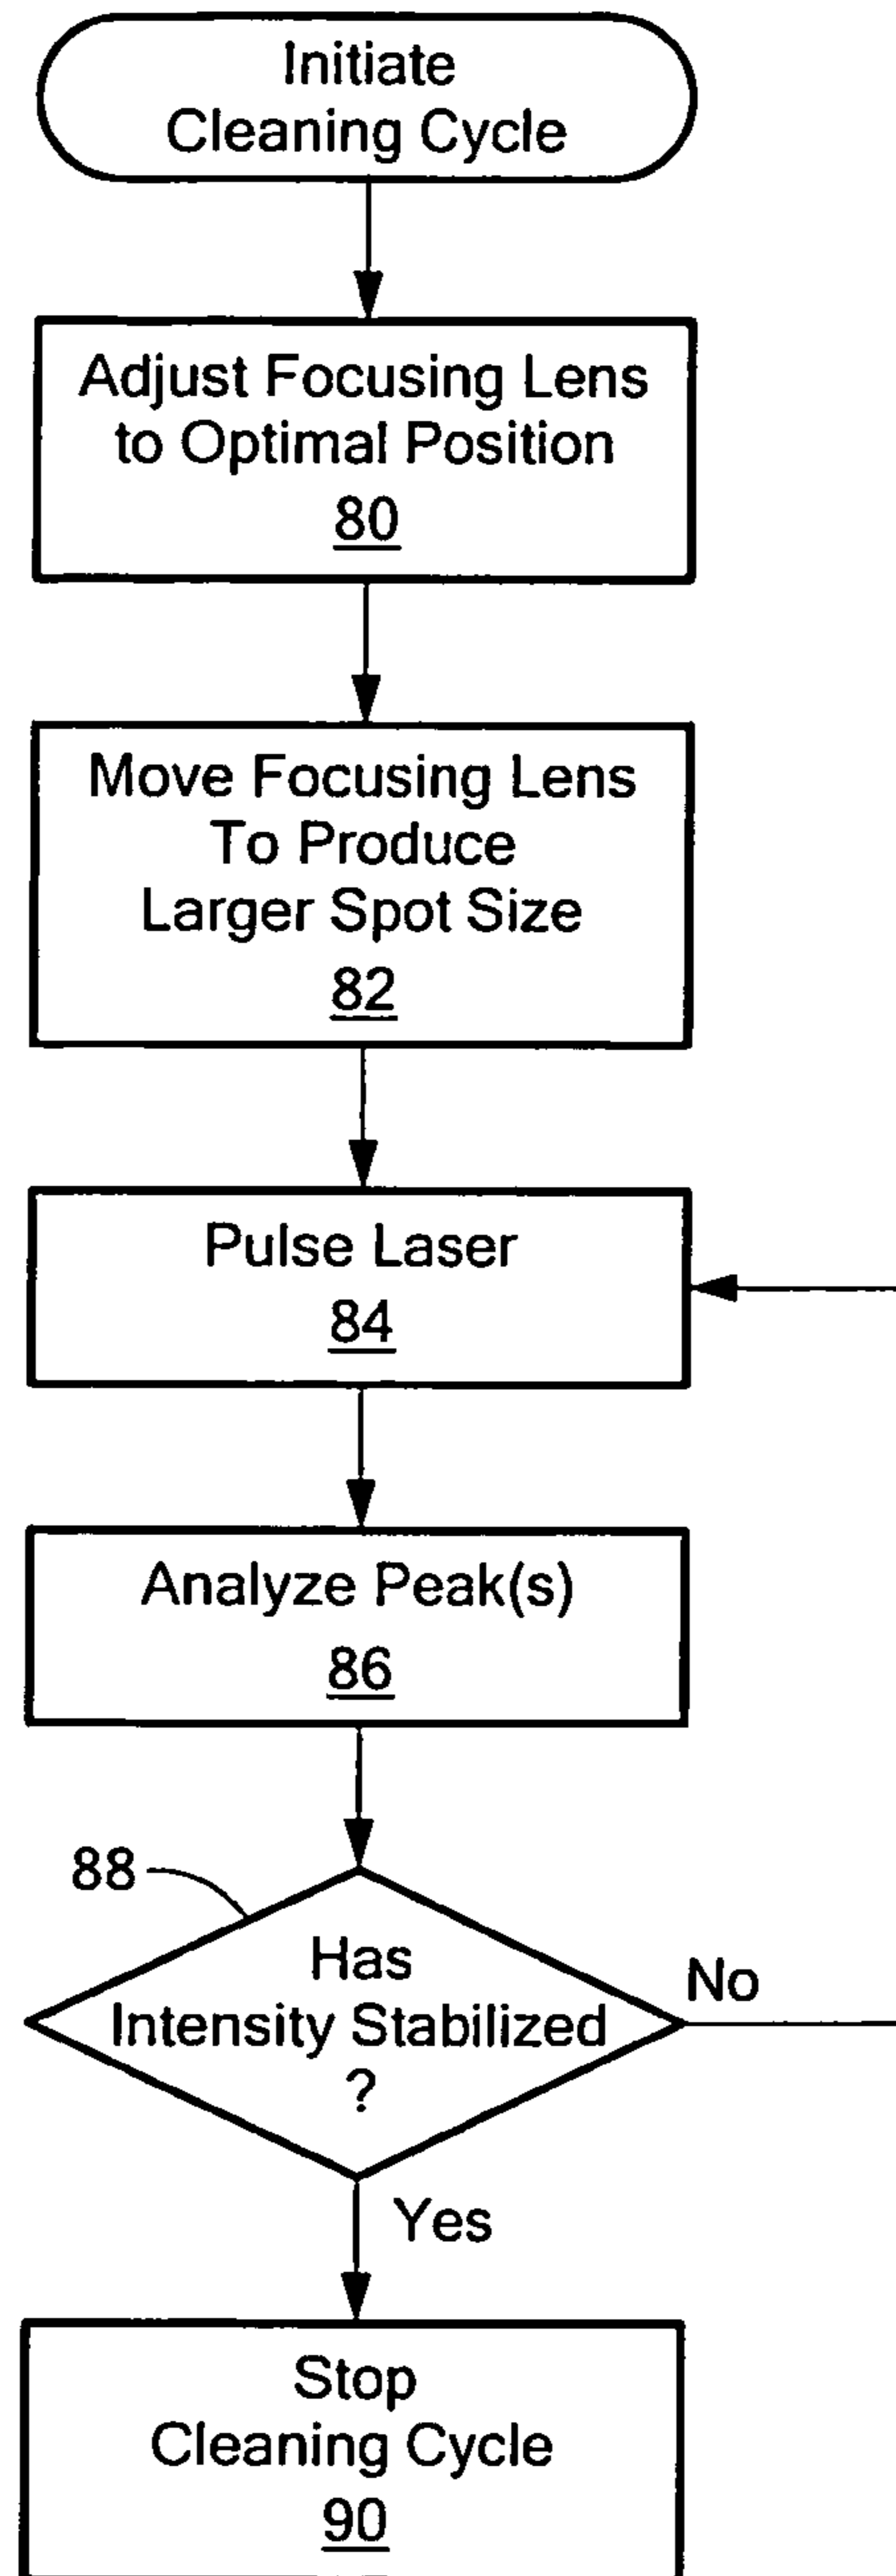 Initiate
Cleaning Cycle
Adjust Focusing Lens
to Optimal Position
80
Move Focusing Lens
To Produce
Larger Spot Size
82
Pulse Laser
84
Analyze Peak(s)
86
88
Has
Intensity Stabilized
?
No
Yes
Stop
Cleaning Cycle
90